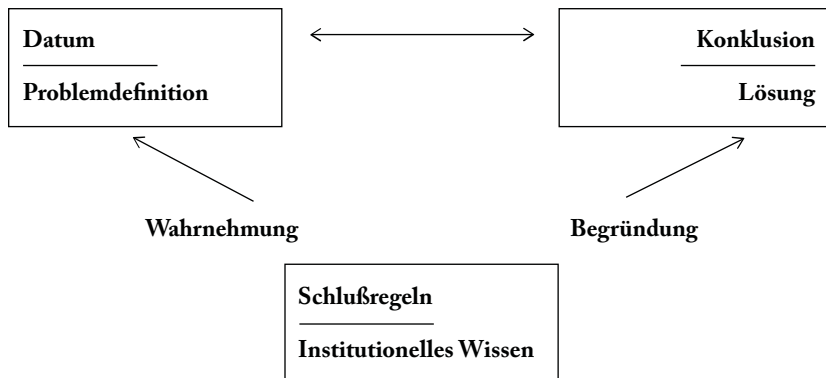 Datum
Problemdefinition
Konklusion
Lösung
Wahrnehmung
Begründung
Schlußregeln
Institutionelles Wissen